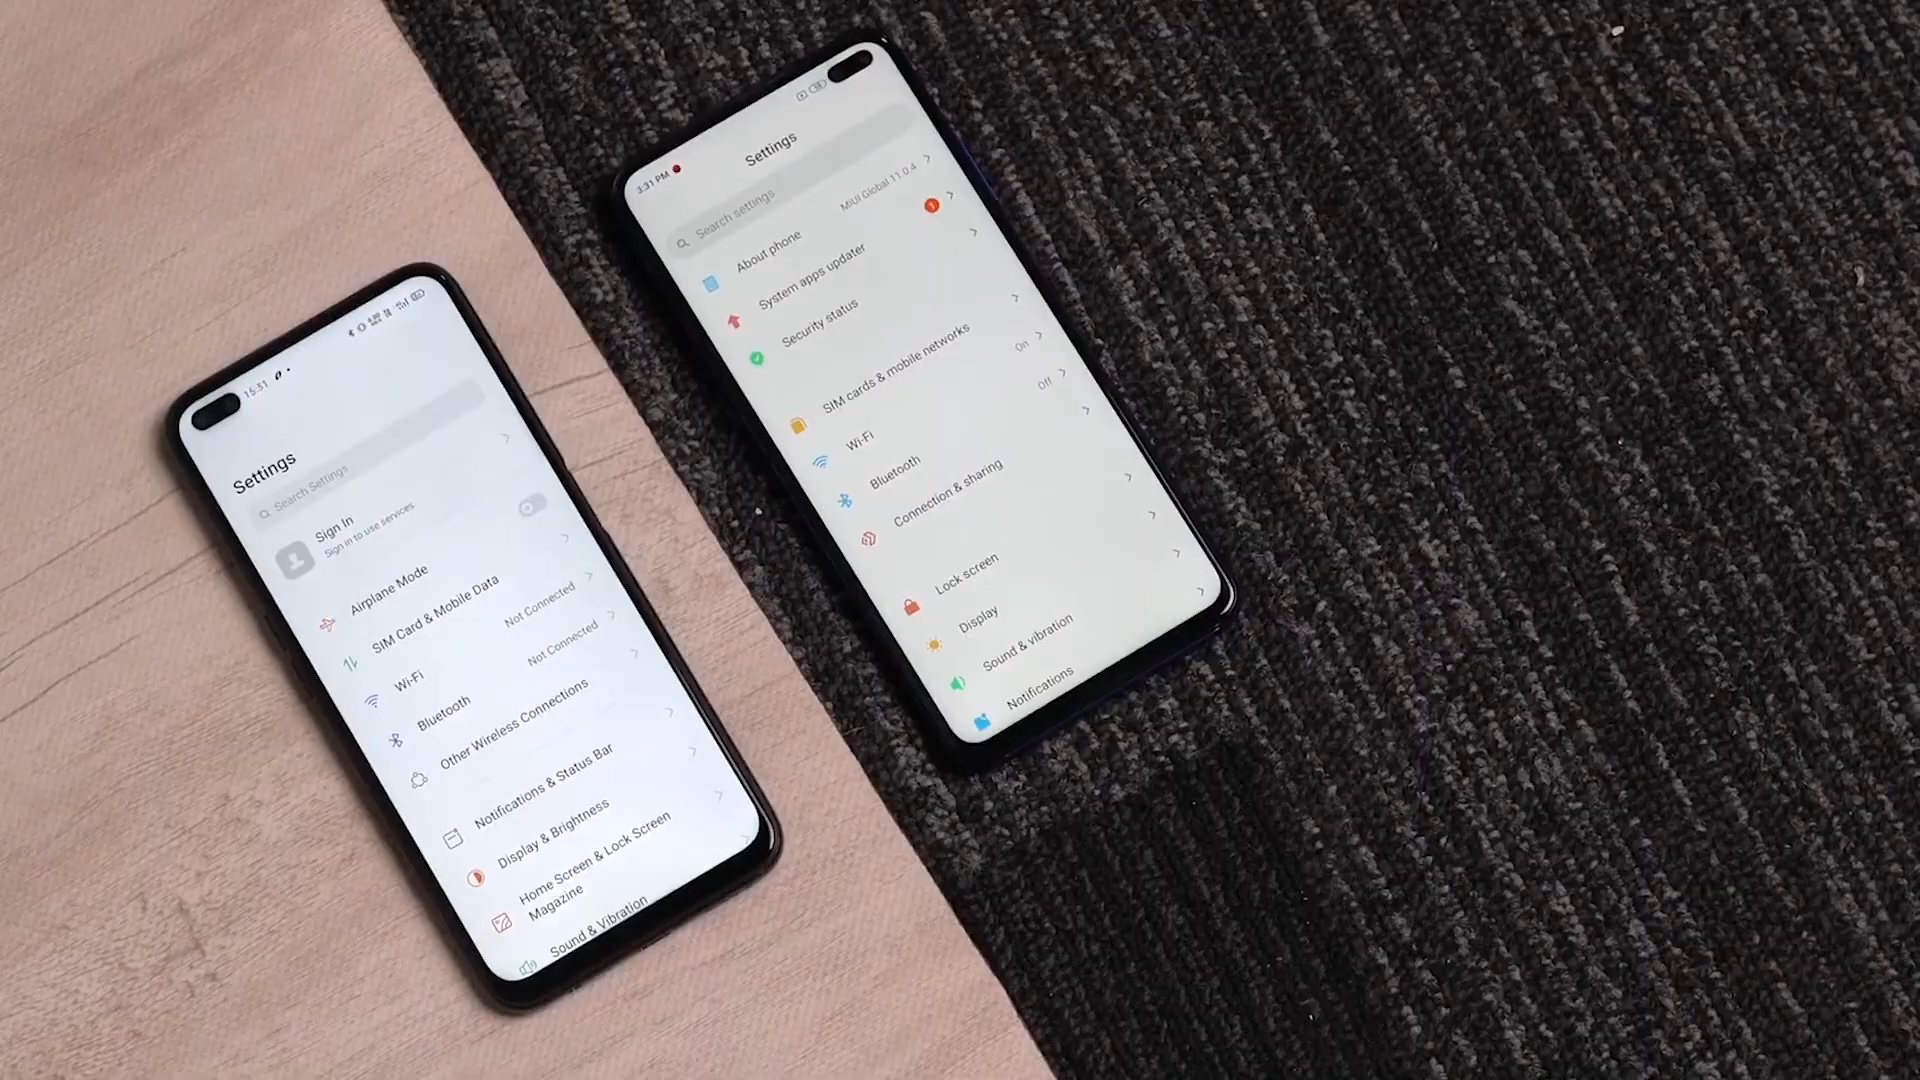 15:31
Settings
Search Settings
Sign In
Sign in to use services
Airplane Mode
SIM Card & Mobile Data
Wi-Fi
Not Connected
Bluetooth
Not Connected
Other Wireless Connections
Notifications & Status Bar
Display & Brightness
Home Screen & Lock Screen
Magazine
Sound & Vibration
3:31 PM
Settings
Search settings
About phone
MIUI Global 11.0.4
System apps updater
1
Security status
SIM cards & mobile networks
Wi-Fi
On
Bluetooth
Off
Connection & sharing
Lock screen
Display
Sound & vibration
Notifications